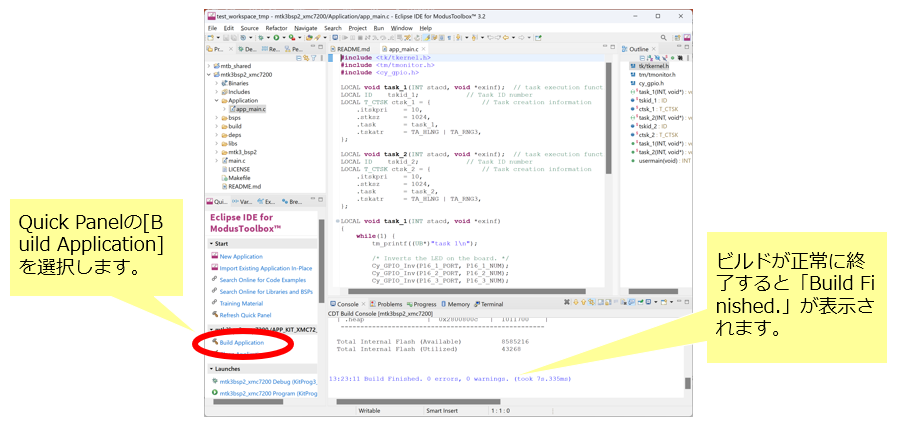 test_workspace_tmp - mtk3bsp2_xmc7200/Application/app_main.c - Eclipse IDE for ModusToolbox™ 3.2
File Edit Source Refactor Navigate Search Project Run Window Help
Pr... De... Re... Pe...
mtb_shared
mtk3bsp2_xmc7200
Binaries
Includes
Application
app_main.c
bsps
build
deps
libs
mtk3_bsp2
main.c
LICENSE
Makefile
README.md
README.md app_main.c
#include <tk/tkernel.h>
#include <tm/tmonitor.h>
#include <cy_gpio.h>
LOCAL void task_1(INT stacd, void *exinf); // task execution funct
LOCAL ID tskid_1; // Task ID number
LOCAL T_CTSK ctsk_1 = { // Task creation information
.itskpri = 10,
.stksz = 1024,
.task = task_1,
.tskatr = TA_HLNG | TA_RNG3,
};
LOCAL void task_2(INT stacd, void *exinf); // task execution funct
LOCAL ID tskid_2; // Task ID number
LOCAL T_CTSK ctsk_2 = { // Task creation information
.itskpri = 10,
.stksz = 1024,
.task = task_2,
.tskatr = TA_HLNG | TA_RNG3,
};
LOCAL void task_1(INT stacd, void *exinf)
{
while(1) {
tm_printf((UB*)"task 1\n");
/* Inverts the LED on the board. */
Cy_GPIO_Inv(P16_1_PORT, P16_1_NUM);
Cy_GPIO_Inv(P16_2_PORT, P16_2_NUM);
Cy_GPIO_Inv(P16_3_PORT, P16_3_NUM);
Outline
tk/tkernel.h
tm/tmonitor.h
cy_gpio.h
task_1(INT, void*) : v
tskid_1 : ID
ctsk_1 : T_CTSK
task_2(INT, void*) : v
tskid_2 : ID
ctsk_2 : T_CTSK
task_1(INT, void*) : v
task_2(INT, void*) : v
usermain(void) : INT
Qui... Var... Ex... Bre...
Eclipse IDE for
ModusToolbox™
Start
New Application
Import Existing Application In-Place
Search Online for Code Examples
Search Online for Libraries and BSPs
Training Material
Refresh Quick Panel
Build Application
Launches
mtk3bsp2_xmc7200 Debug (KitProg3_
mtk3bsp2_xmc7200 Program (KitProg
Console Problems Progress Memory Terminal
CDT Build Console [mtk3bsp2_xmc7200]
Total Internal Flash (Available) 8585216
Total Internal Flash (Utilized) 43268
13:23:11 Build Finished. 0 errors, 0 warnings. (took 7s.335ms)
Writable Smart Insert 1 : 1 : 0
Quick Panelの[B
uild Application]
を選択します。
ビルドが正常に終
了すると「Build Fi
nished.」が表示さ
れます。